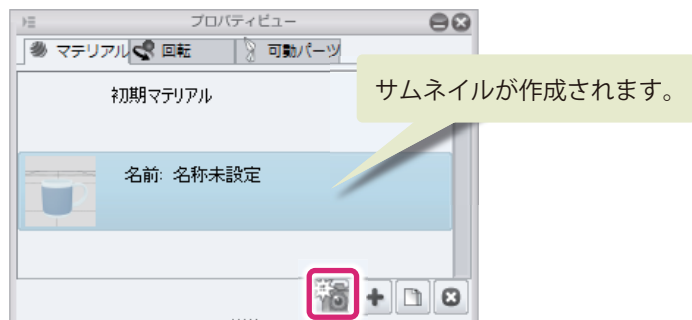 プロパティビュー
マテリアル 回転 可動パーツ
サムネイルが作成されます。
初期マテリアル
名前: 名称未設定